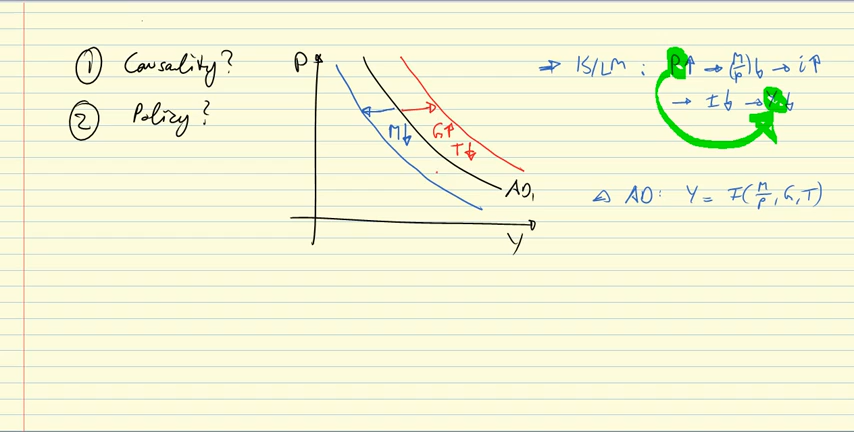 ① Causality?
② Policy?
P
M↓
G↑
T↓
AD₁
Y
⇒ IS/LM : P↑ → (M/P)↓ → i↑
→ I↓ → Y↓
AD: Y = F(M/P, G, T)